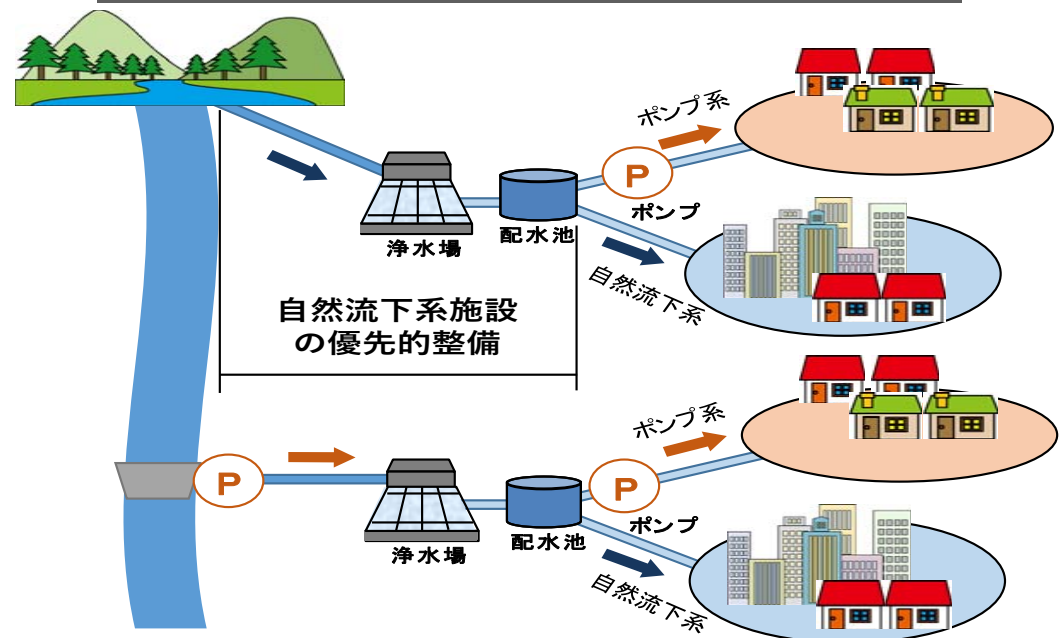 ポンプ系
P
ポンプ
浄水場
配水池
自然流下系
自然流下系施設
の優先的整備
ポンプ系
P
P
ポンプ
浄水場
配水池
自然流下系